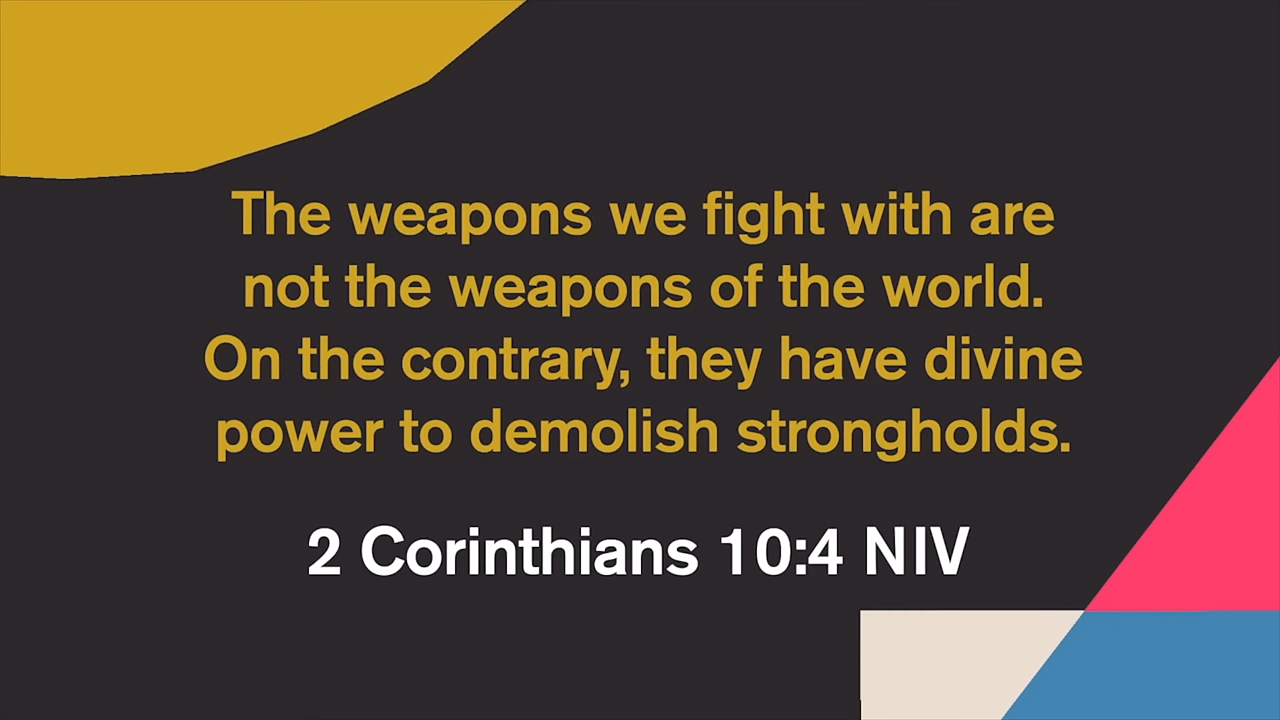 The weapons we fight with are
not the weapons of the world.
On the contrary, they have divine
power to demolish strongholds.
2 Corinthians 10:4 NIV